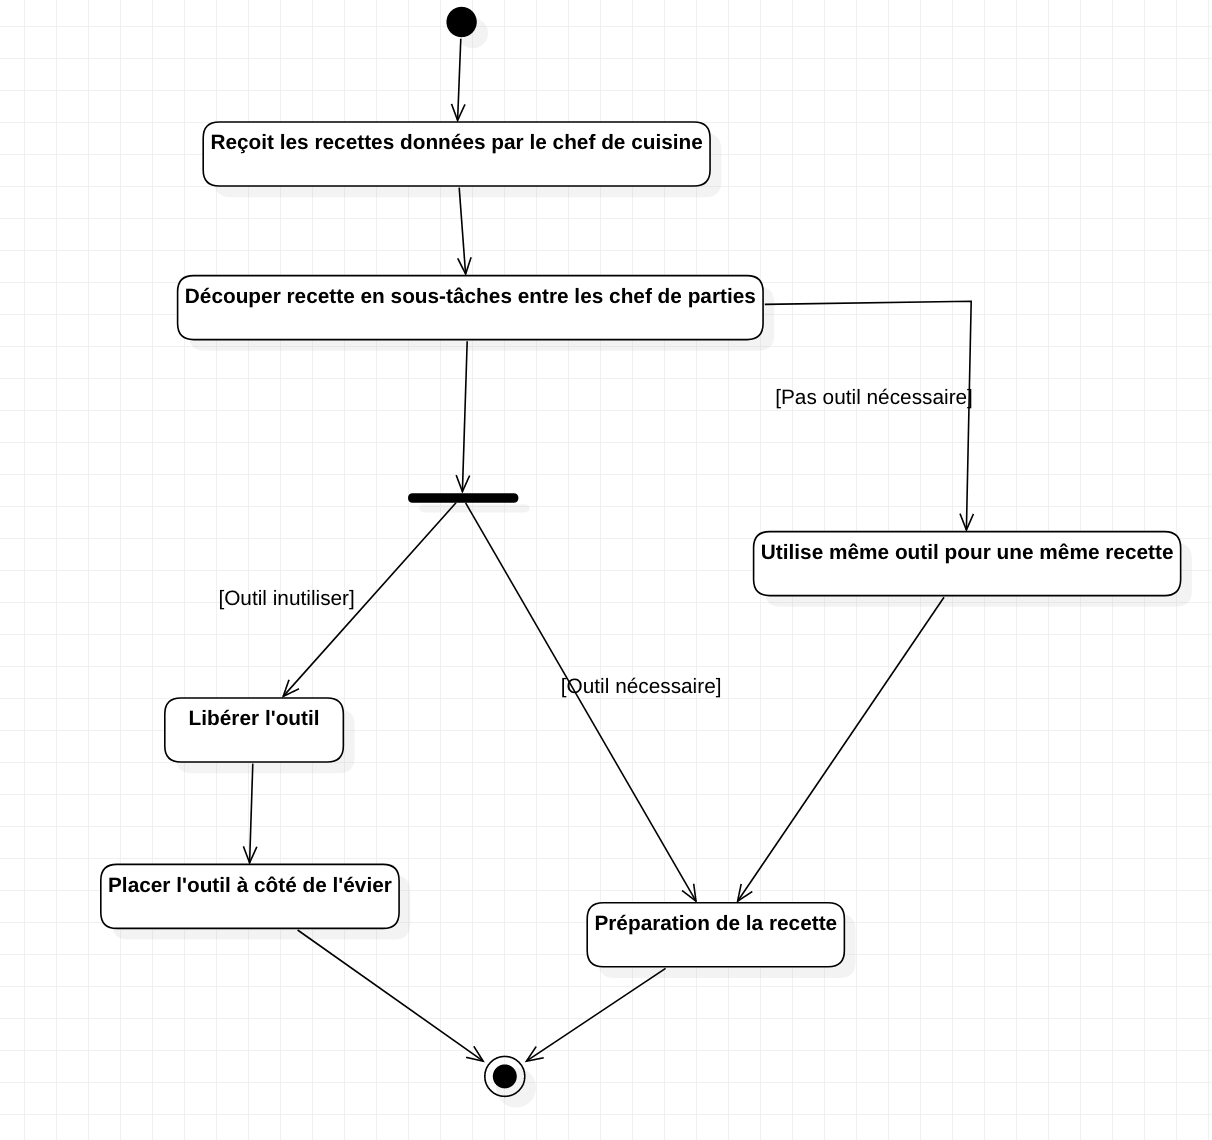 Reçoit les recettes données par le chef de cuisine
Découper recette en sous-tâches entre les chef de parties
[Pas outil nécessaire]
Utilise même outil pour une même recette
[Outil inutiliser]
[Outil nécessaire]
Libérer l'outil
Placer l'outil à côté de l'évier
Préparation de la recette